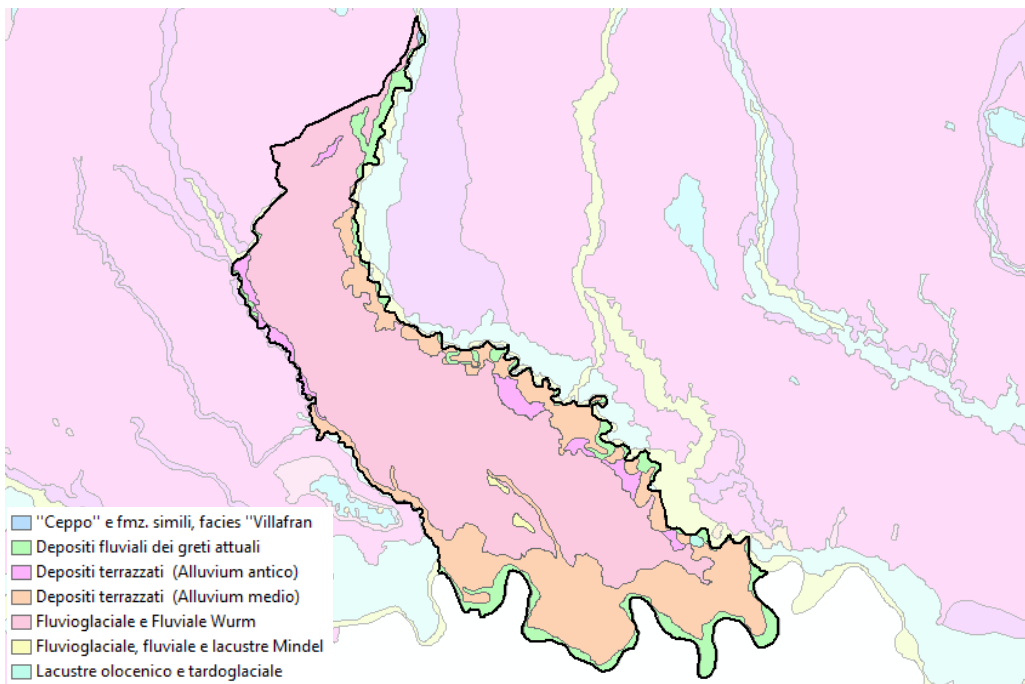 "Ceppo" e fmz. simili, facies "Villafran
Depositi fluviali dei greti attuali
Depositi terrazzati (Alluvium antico)
Depositi terrazzati (Alluvium medio)
Fluvioglaciale e Fluviale Wurm
Fluvioglaciale, fluviale e lacustre Mindel
Lacustre olocenico e tardoglaciale